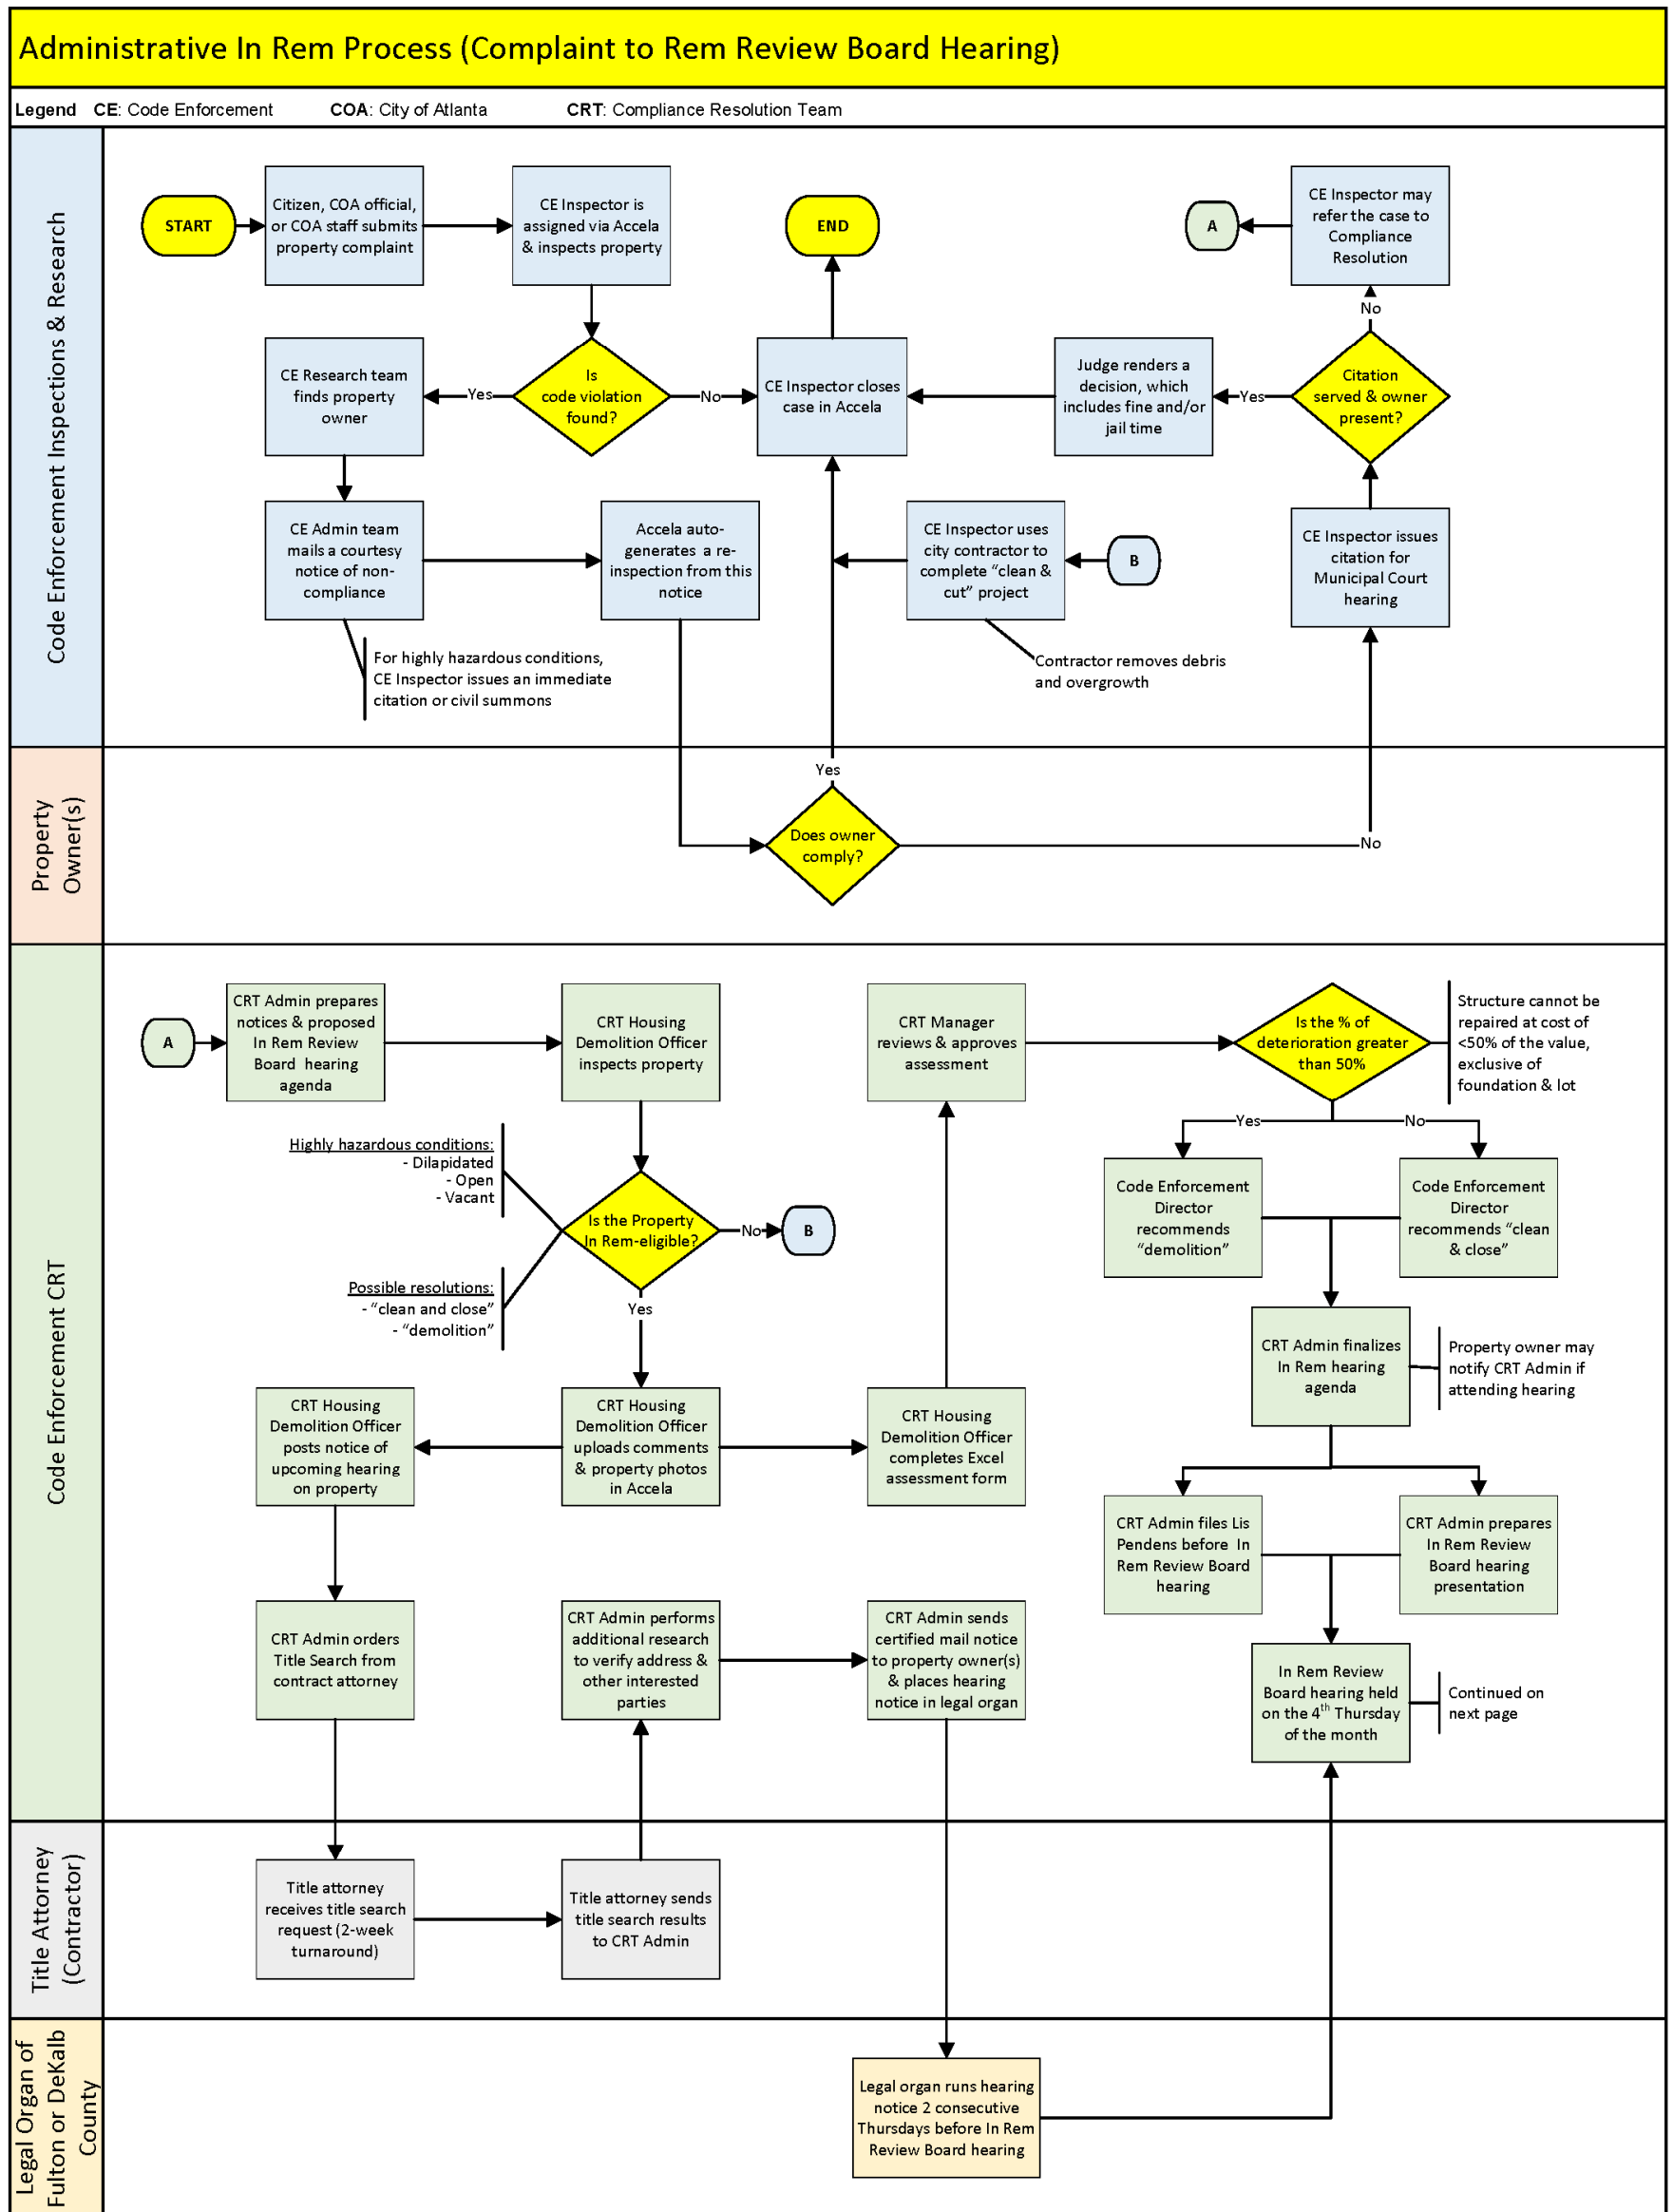 Administrative In Rem Process (Complaint to Rem Review Board Hearing)
Legend CE: Code Enforcement COA: City of Atlanta CRT: Compliance Resolution Team
Code Enforcement Inspections & Research
START
Citizen, COA official,
or COA staff submits
property complaint
CE Inspector is
assigned via Accela
& inspects property
END
A
CE Inspector may
refer the case to
Compliance
Resolution
No
CE Research team
finds property
owner
Yes
Is
code violation
found?
No
CE Inspector closes
case in Accela
Judge renders a
decision, which
includes fine and/or
jail time
Yes
Citation
served & owner
present?
CE Admin team
mails a courtesy
notice of non-
compliance
Accela auto-
generates a re-
inspection from this
notice
CE Inspector uses
city contractor to
complete “clean &
cut” project
B
CE Inspector issues
citation for
Municipal Court
hearing
For highly hazardous conditions,
CE Inspector issues an immediate
citation or civil summons
Contractor removes debris
and overgrowth
Property
Owner(s)
Yes
Does owner
comply?
No
Code Enforcement CRT
A
CRT Admin prepares
notices & proposed
In Rem Review
Board hearing
agenda
CRT Housing
Demolition Officer
inspects property
CRT Manager
reviews & approves
assessment
Is the % of
deterioration greater
than 50%
Structure cannot be
repaired at cost of
<50% of the value,
exclusive of
foundation & lot
Yes
No
Highly hazardous conditions:
- Dilapidated
- Open
- Vacant
Is the Property
In Rem-eligible?
No
B
Code Enforcement
Director
recommends
“demolition”
Code Enforcement
Director
recommends “clean
& close”
Possible resolutions:
- “clean and close”
- “demolition”
Yes
CRT Admin finalizes
In Rem hearing
agenda
Property owner may
notify CRT Admin if
attending hearing
CRT Housing
Demolition Officer
posts notice of
upcoming hearing
on property
CRT Housing
Demolition Officer
uploads comments
& property photos
in Accela
CRT Housing
Demolition Officer
completes Excel
assessment form
CRT Admin files Lis
Pendens before In
Rem Review Board
hearing
CRT Admin prepares
In Rem Review
Board hearing
presentation
CRT Admin orders
Title Search from
contract attorney
CRT Admin performs
additional research
to verify address &
other interested
parties
CRT Admin sends
certified mail notice
to property owner(s)
& places hearing
notice in legal organ
In Rem Review
Board hearing held
on the 4th Thursday
of the month
Continued on
next page
Title Attorney
(Contractor)
Title attorney
receives title search
request (2-week
turnaround)
Title attorney sends
title search results
to CRT Admin
Legal Organ of
Fulton or DeKalb
County
Legal organ runs hearing
notice 2 consecutive
Thursdays before In Rem
Review Board hearing